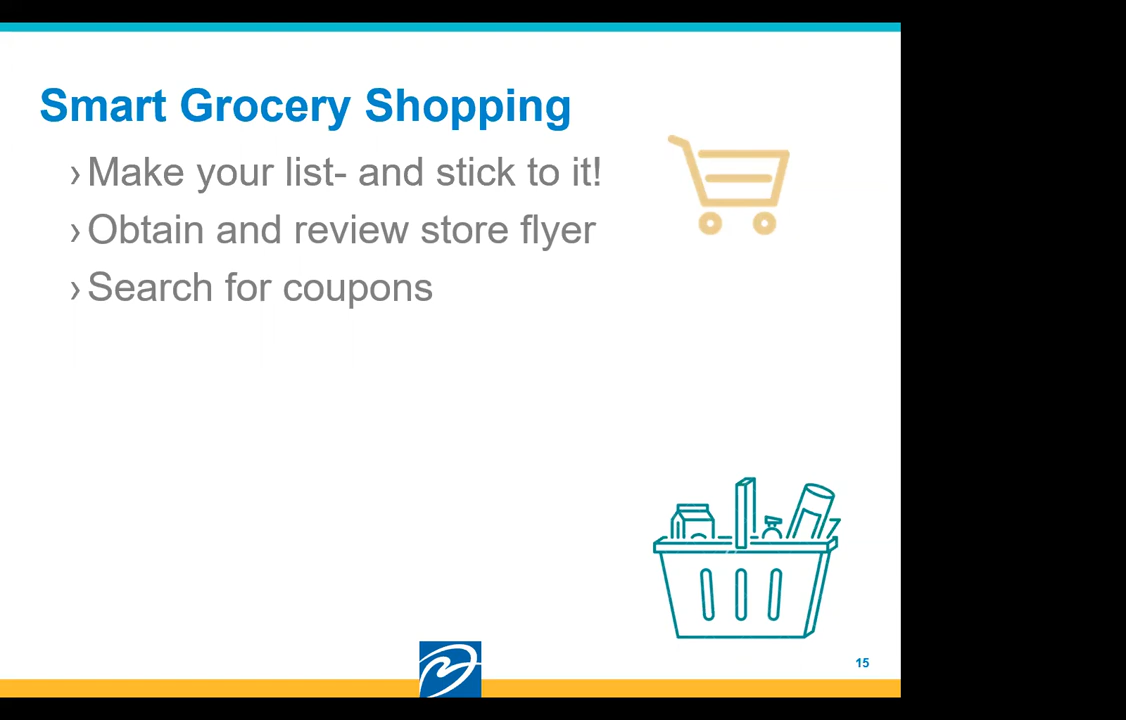 Smart Grocery Shopping
› Make your list- and stick to it!
› Obtain and review store flyer
› Search for coupons
15